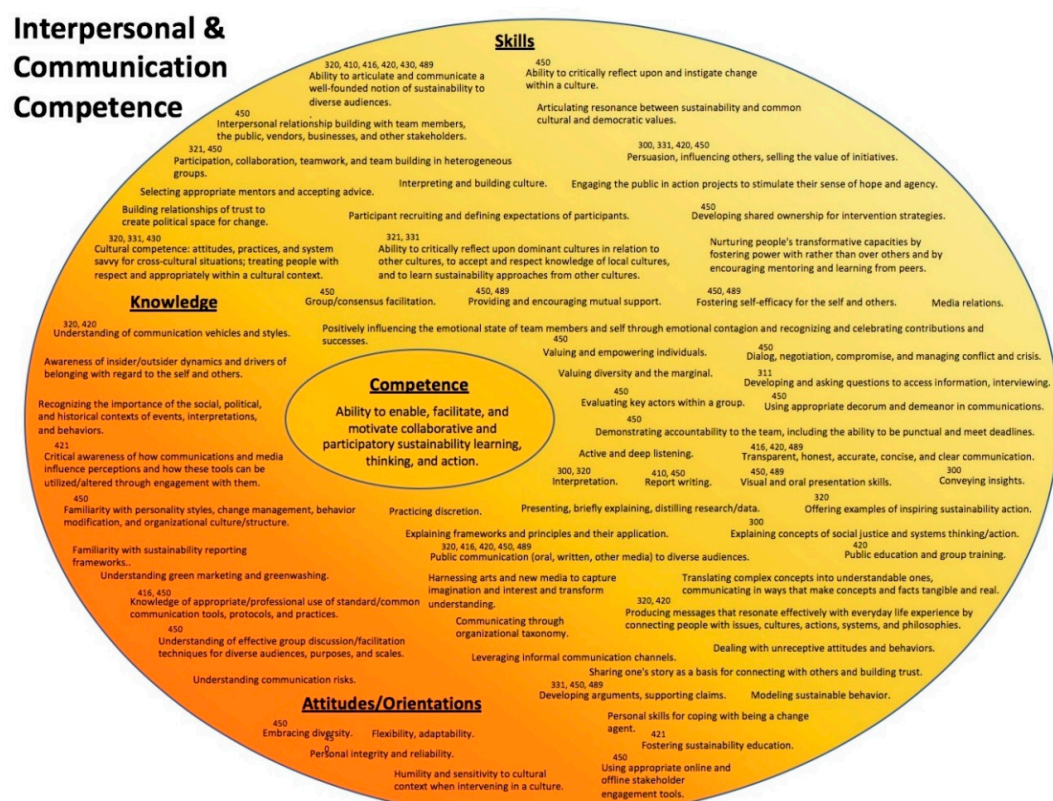 Interpersonal &
Communication
Competence
Skills
320, 410, 416, 420, 430, 489
Ability to articulate and communicate a
well-founded notion of sustainability to
diverse audiences.
450
Ability to critically reflect upon and instigate change
within a culture.
Articulating resonance between sustainability and common
cultural and democratic values.
450
Interpersonal relationship building with team members,
the public, vendors, businesses, and other stakeholders.
321, 450
Participation, collaboration, teamwork, and team building in heterogeneous
groups.
300, 331, 420, 450
Persuasion, influencing others, selling the value of initiatives.
Selecting appropriate mentors and accepting advice.
Interpreting and building culture.
Engaging the public in action projects to stimulate their sense of hope and agency.
Building relationships of trust to
create political space for change.
Participant recruiting and defining expectations of participants.
450
Developing shared ownership for intervention strategies.
320, 331, 430
Cultural competence: attitudes, practices, and system
savvy for cross-cultural situations; treating people with
respect and appropriately within a cultural context.
321, 331
Ability to critically reflect upon dominant cultures in relation to
other cultures, to accept and respect knowledge of local cultures,
and to learn sustainability approaches from other cultures.
Nurturing people's transformative capacities by
fostering power with rather than over others and by
encouraging mentoring and learning from peers.
450
Group/consensus facilitation.
450, 489
Providing and encouraging mutual support.
450, 489
Fostering self-efficacy for the self and others.
Media relations.
Positively influencing the emotional state of team members and self through emotional contagion and recognizing and celebrating contributions and
successes.
450
Valuing and empowering individuals.
450
Dialog, negotiation, compromise, and managing conflict and crisis.
Valuing diversity and the marginal.
311
Developing and asking questions to access information, interviewing.
450
Evaluating key actors within a group.
450
Using appropriate decorum and demeanor in communications.
450
Demonstrating accountability to the team, including the ability to be punctual and meet deadlines.
Active and deep listening.
416, 420, 489
Transparent, honest, accurate, concise, and clear communication.
300, 320
Interpretation.
410, 450
Report writing.
450, 489
Visual and oral presentation skills.
300
Conveying insights.
Practicing discretion.
Presenting, briefly explaining, distilling research/data.
320
Offering examples of inspiring sustainability action.
Explaining frameworks and principles and their application.
300
Explaining concepts of social justice and systems thinking/action.
320, 416, 420, 450, 489
Public communication (oral, written, other media) to diverse audiences.
420
Public education and group training.
Harnessing arts and new media to capture
imagination and interest and transform
understanding.
Translating complex concepts into understandable ones,
communicating in ways that make concepts and facts tangible and real.
Communicating through
organizational taxonomy.
320, 420
Producing messages that resonate effectively with everyday life experience by
connecting people with issues, cultures, actions, systems, and philosophies.
Dealing with unreceptive attitudes and behaviors.
Leveraging informal communication channels.
Sharing one's story as a basis for connecting with others and building trust.
331, 450, 489
Developing arguments, supporting claims.
Modeling sustainable behavior.
Personal skills for coping with being a change
agent.
421
Fostering sustainability education.
450
Using appropriate online and
offline stakeholder
engagement tools.
Knowledge
320, 420
Understanding of communication vehicles and styles.
Awareness of insider/outsider dynamics and drivers of
belonging with regard to the self and others.
Recognizing the importance of the social, political,
and historical contexts of events, interpretations,
and behaviors.
421
Critical awareness of how communications and media
influence perceptions and how these tools can be
utilized/altered through engagement with them.
450
Familiarity with personality styles, change management, behavior
modification, and organizational culture/structure.
Familiarity with sustainability reporting
frameworks..
Understanding green marketing and greenwashing.
416, 450
Knowledge of appropriate/professional use of standard/common
communication tools, protocols, and practices.
450
Understanding of effective group discussion/facilitation
techniques for diverse audiences, purposes, and scales.
Understanding communication risks.
Competence
Ability to enable, facilitate, and
motivate collaborative and
participatory sustainability learning,
thinking, and action.
Attitudes/Orientations
450
Embracing diversity.
Flexibility, adaptability.
45
0
Personal integrity and reliability.
Humility and sensitivity to cultural
context when intervening in a culture.